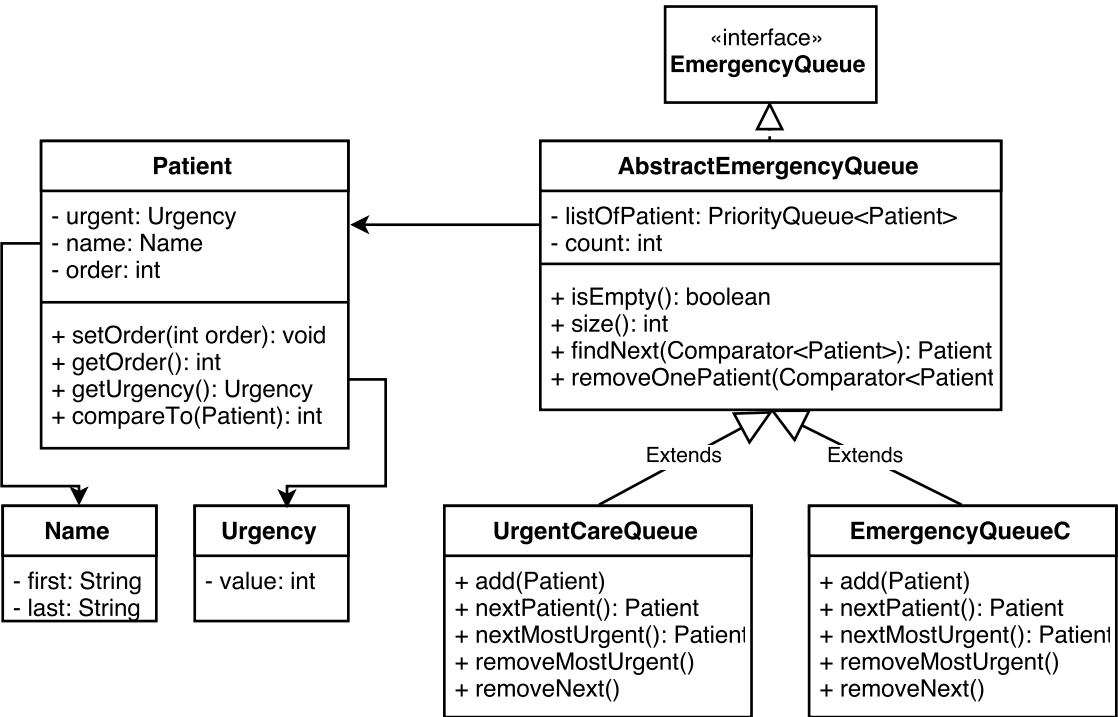 «interface»
EmergencyQueue
Patient
- urgent: Urgency
- name: Name
- order: int
+ setOrder(int order): void
+ getOrder(): int
+ getUrgency(): Urgency
+ compareTo(Patient): int
AbstractEmergencyQueue
- listOfPatient: PriorityQueue<Patient>
- count: int
+ isEmpty(): boolean
+ size(): int
+ findNext(Comparator<Patient>): Patient
+ removeOnePatient(Comparator<Patient
Extends
Extends
Name
- first: String
- last: String
Urgency
- value: int
UrgentCareQueue
+ add(Patient)
+ nextPatient(): Patient
+ nextMostUrgent(): Patient
+ removeMostUrgent()
+ removeNext()
EmergencyQueueC
+ add(Patient)
+ nextPatient(): Patient
+ nextMostUrgent(): Patient
+ removeMostUrgent()
+ removeNext()